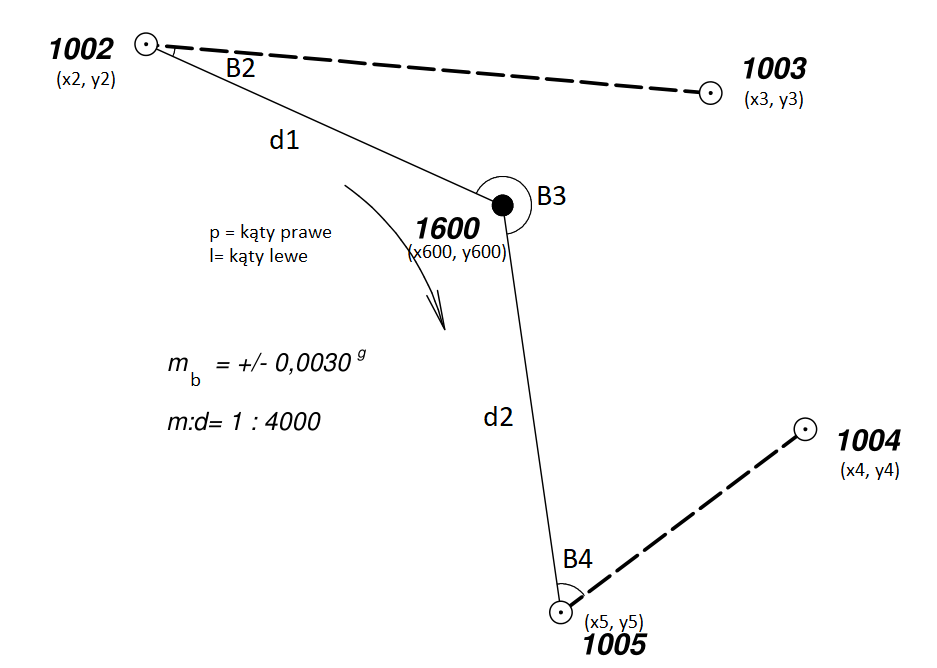 1002
(x2, y2)
B2
1003
(x3, y3)
d1
B3
1600
(x600, y600)
p = kąty prawe
l= kąty lewe
m b = +/- 0,0030 g
m:d= 1 : 4000
d2
1004
(x4, y4)
B4
(x5, y5)
1005